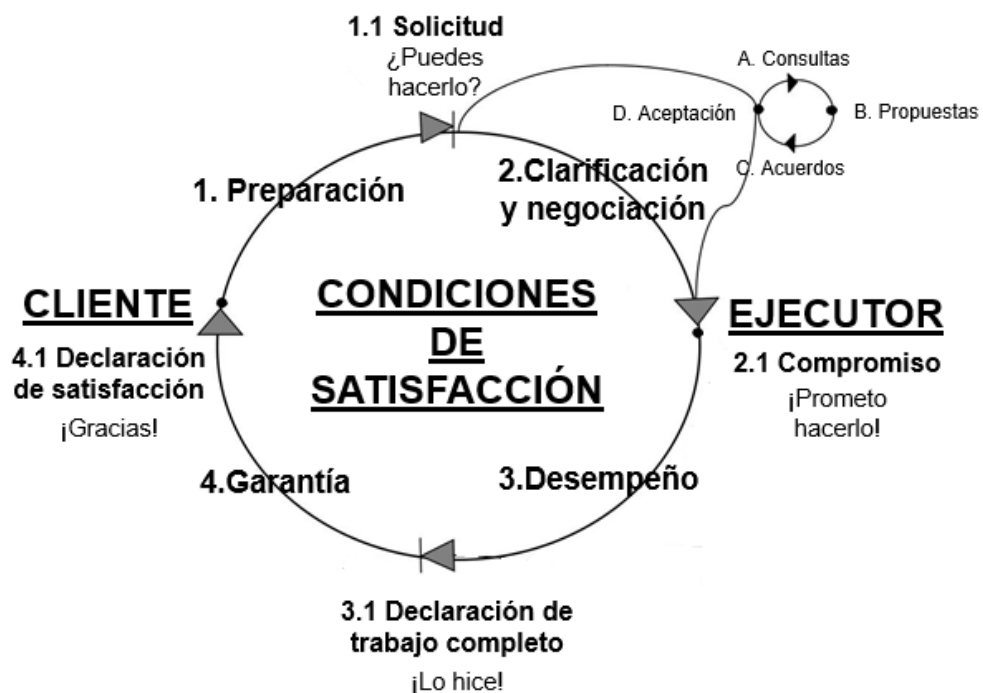 1.1 Solicitud
¿Puedes
hacerlo?
A. Consultas
D. Aceptación
B. Propuestas
C. Acuerdos
1. Preparación
2.Clarificación
y negociación
CLIENTE
4.1 Declaración
de satisfacción
¡Gracias!
CONDICIONES
DE
SATISFACCIÓN
EJECUTOR
2.1 Compromiso
¡Prometo
hacerlo!
4.Garantía
3.Desempeño
3.1 Declaración de
trabajo completo
¡Lo hice!